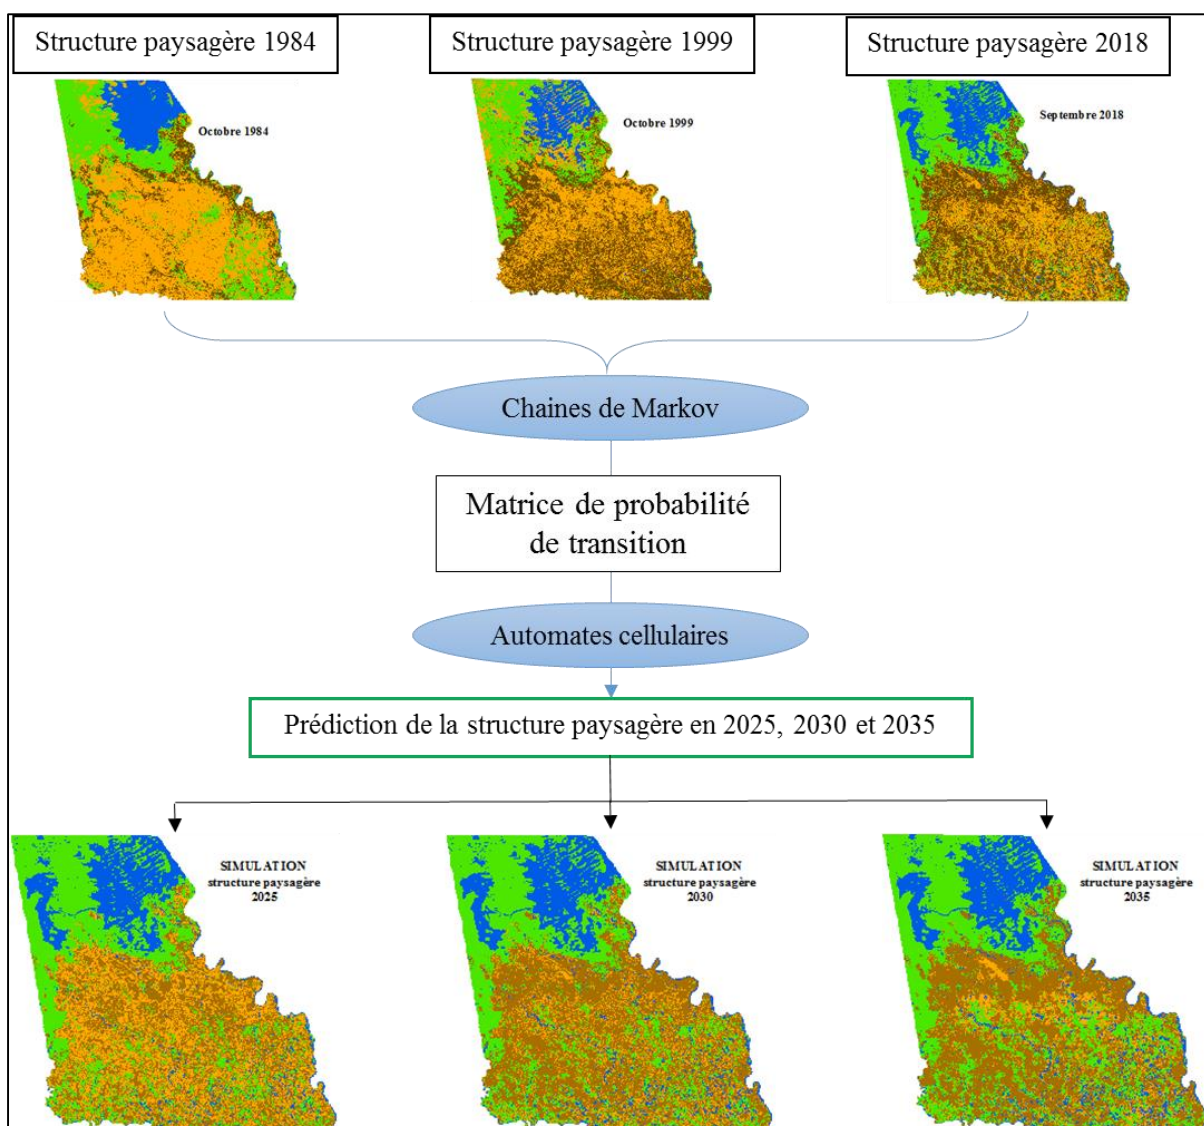 Structure paysagère 1984
Structure paysagère 1999
Structure paysagère 2018
Octobre 1984
Octobre 1999
Septembre 2018
Chaines de Markov
Matrice de probabilité
de transition
Automates cellulaires
Prédiction de la structure paysagère en 2025, 2030 et 2035
SIMULATION
structure paysagère
2025
SIMULATION
structure paysagère
2030
SIMULATION
structure paysagère
2035